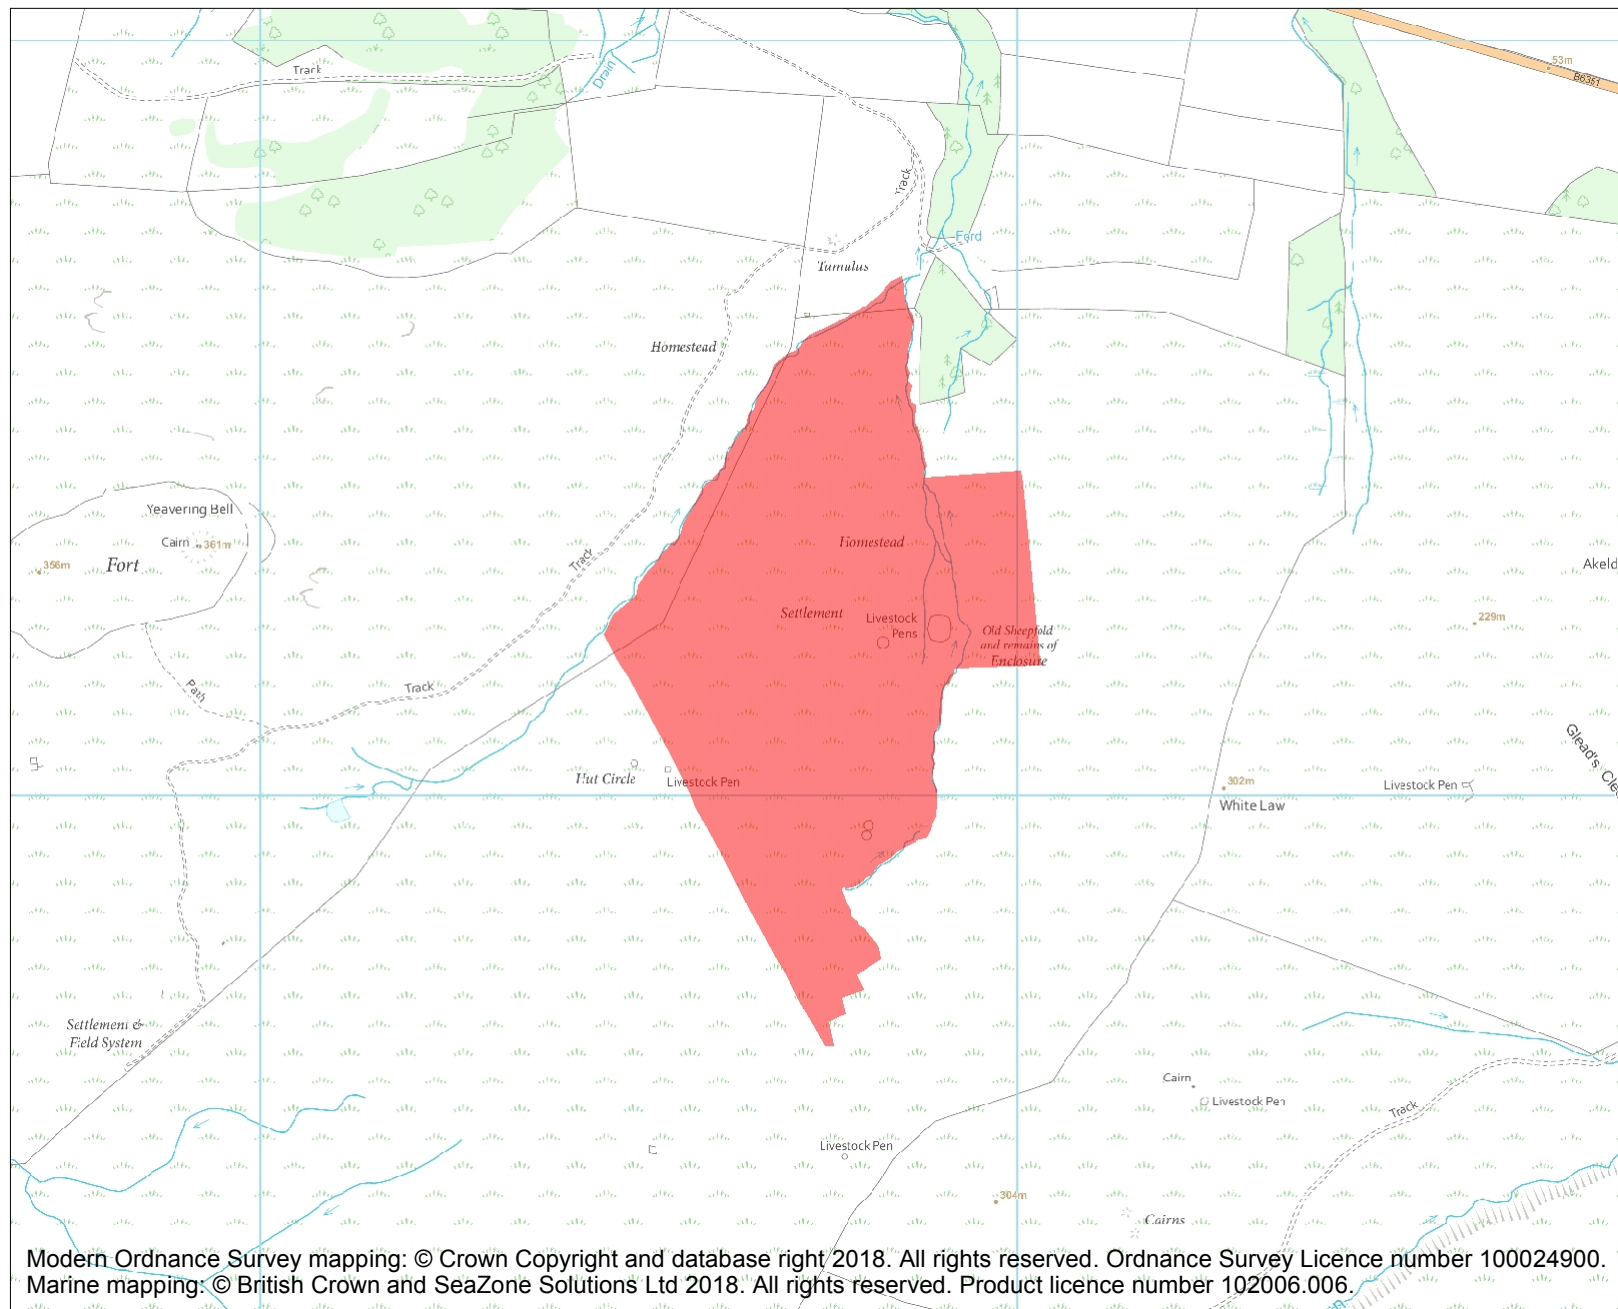 53m
B6351
Track
Drain
Track
Ford
Tumulus
Homestead
Yeavering Bell
Cairn
361m
356m
Fort
Homestead
Track
Akeld
Settlement
Livestock
Pens
229m
Old Sheepfold
and remains of
Enclosure
Path
Track
Glead's Cle
Hut Circle
Livestock Pen
302m
White Law
Livestock Pen
Settlement &
Field System
Cairn
Livestock Pen
Track
Livestock Pen
304m
Cairns
Modern Ordnance Survey mapping: © Crown Copyright and database right 2018. All rights reserved. Ordnance Survey Licence number 100024900.
Marine mapping: © British Crown and SeaZone Solutions Ltd 2018. All rights reserved. Product licence number 102006.006.